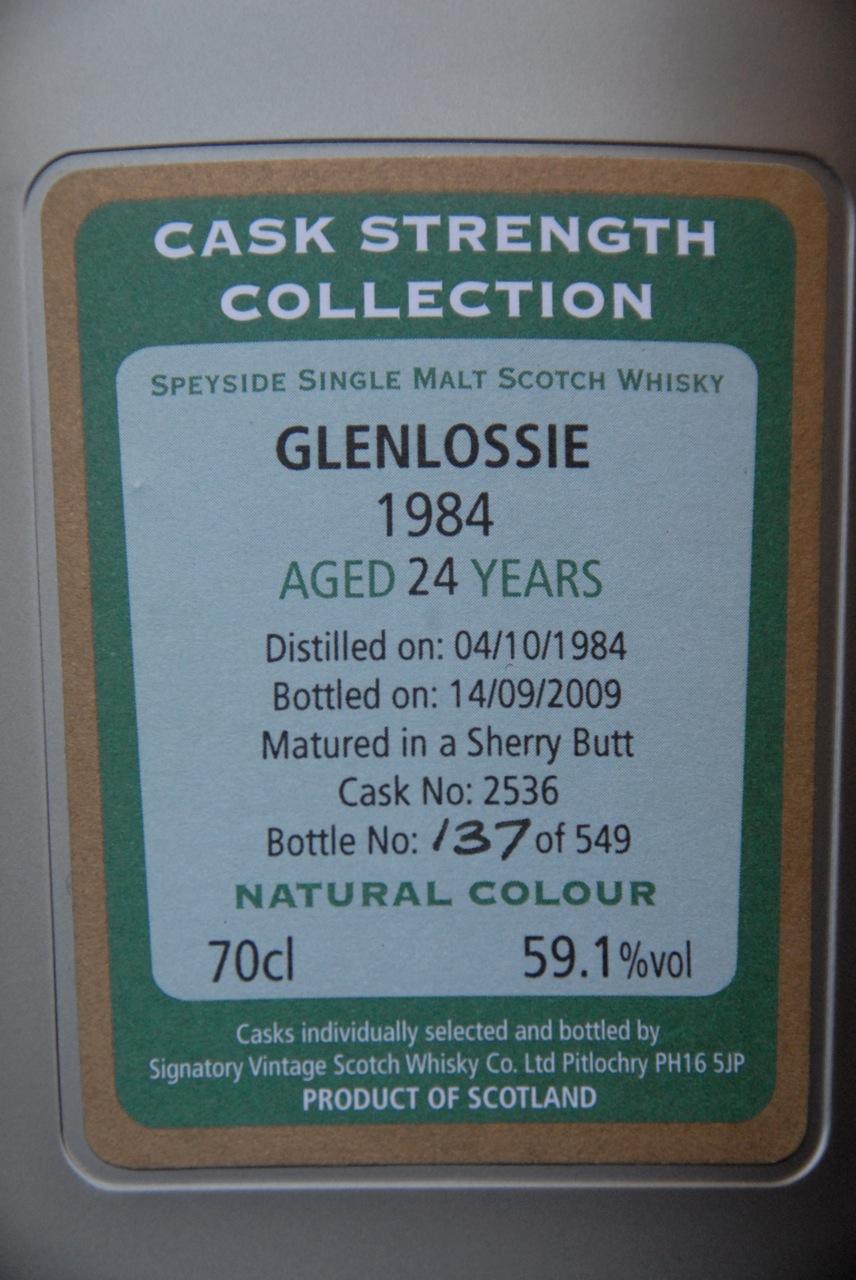 CASK STRENGTH
COLLECTION
SPEYSIDE SINGLE MALT SCOTCH WHISKY
GLENLOSSIE
1984
AGED 24 YEARS
Distilled on: 04/10/1984
Bottled on: 14/09/2009
Matured in a Sherry Butt
Cask No: 2536
Bottle No: 137 of 549
NATURAL COLOUR
70cl 59.1%vol
Casks individually selected and bottled by
Signatory Vintage Scotch Whisky Co. Ltd Pitlochry PH16 5JP
PRODUCT OF SCOTLAND